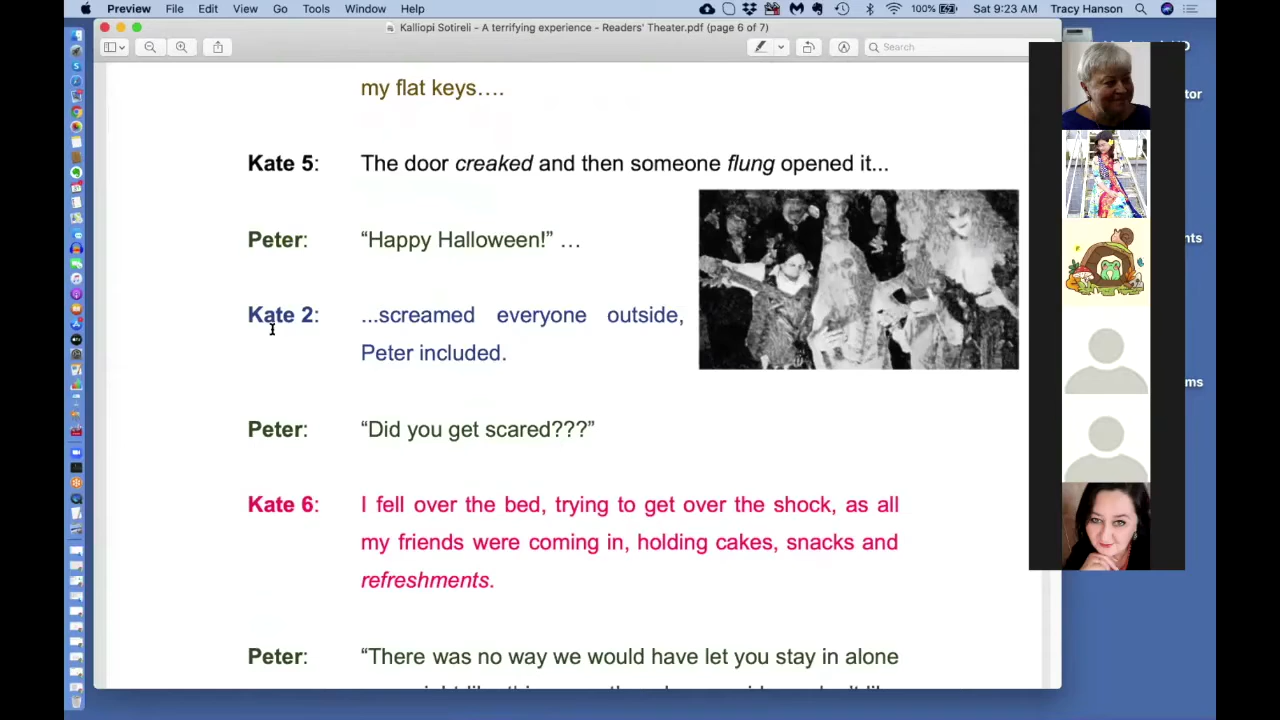 Preview File Edit View Go Tools Window Help 100% Sat 9:23 AM Tracy Hanson
Kalliopi Sotireli - A terrifying experience - Readers' Theater.pdf (page 6 of 7)
Search
my flat keys….
Kate 5: The door creaked and then someone flung opened it...
Peter: “Happy Halloween!” …
Kate 2: ...screamed everyone outside,
Peter included.
Peter: “Did you get scared???”
Kate 6: I fell over the bed, trying to get over the shock, as all
my friends were coming in, holding cakes, snacks and
refreshments.
Peter: “There was no way we would have let you stay in alone